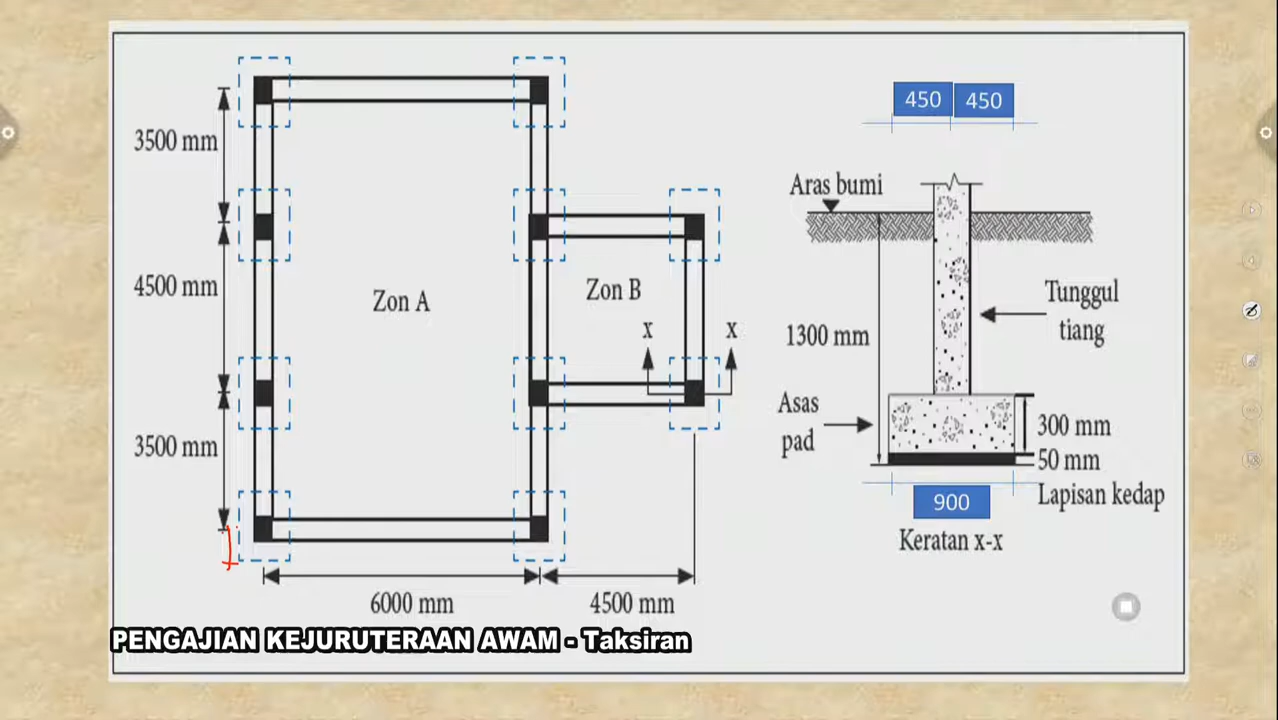 3500 mm
4500 mm
3500 mm
Zon A
Zon B
x
x
6000 mm
4500 mm
450
450
Aras bumi
1300 mm
Tunggul
tiang
Asas
pad
300 mm
50 mm
Lapisan kedap
900
Keratan x-x
PENGAJIAN KEJURUTERAAN AWAM - Taksiran